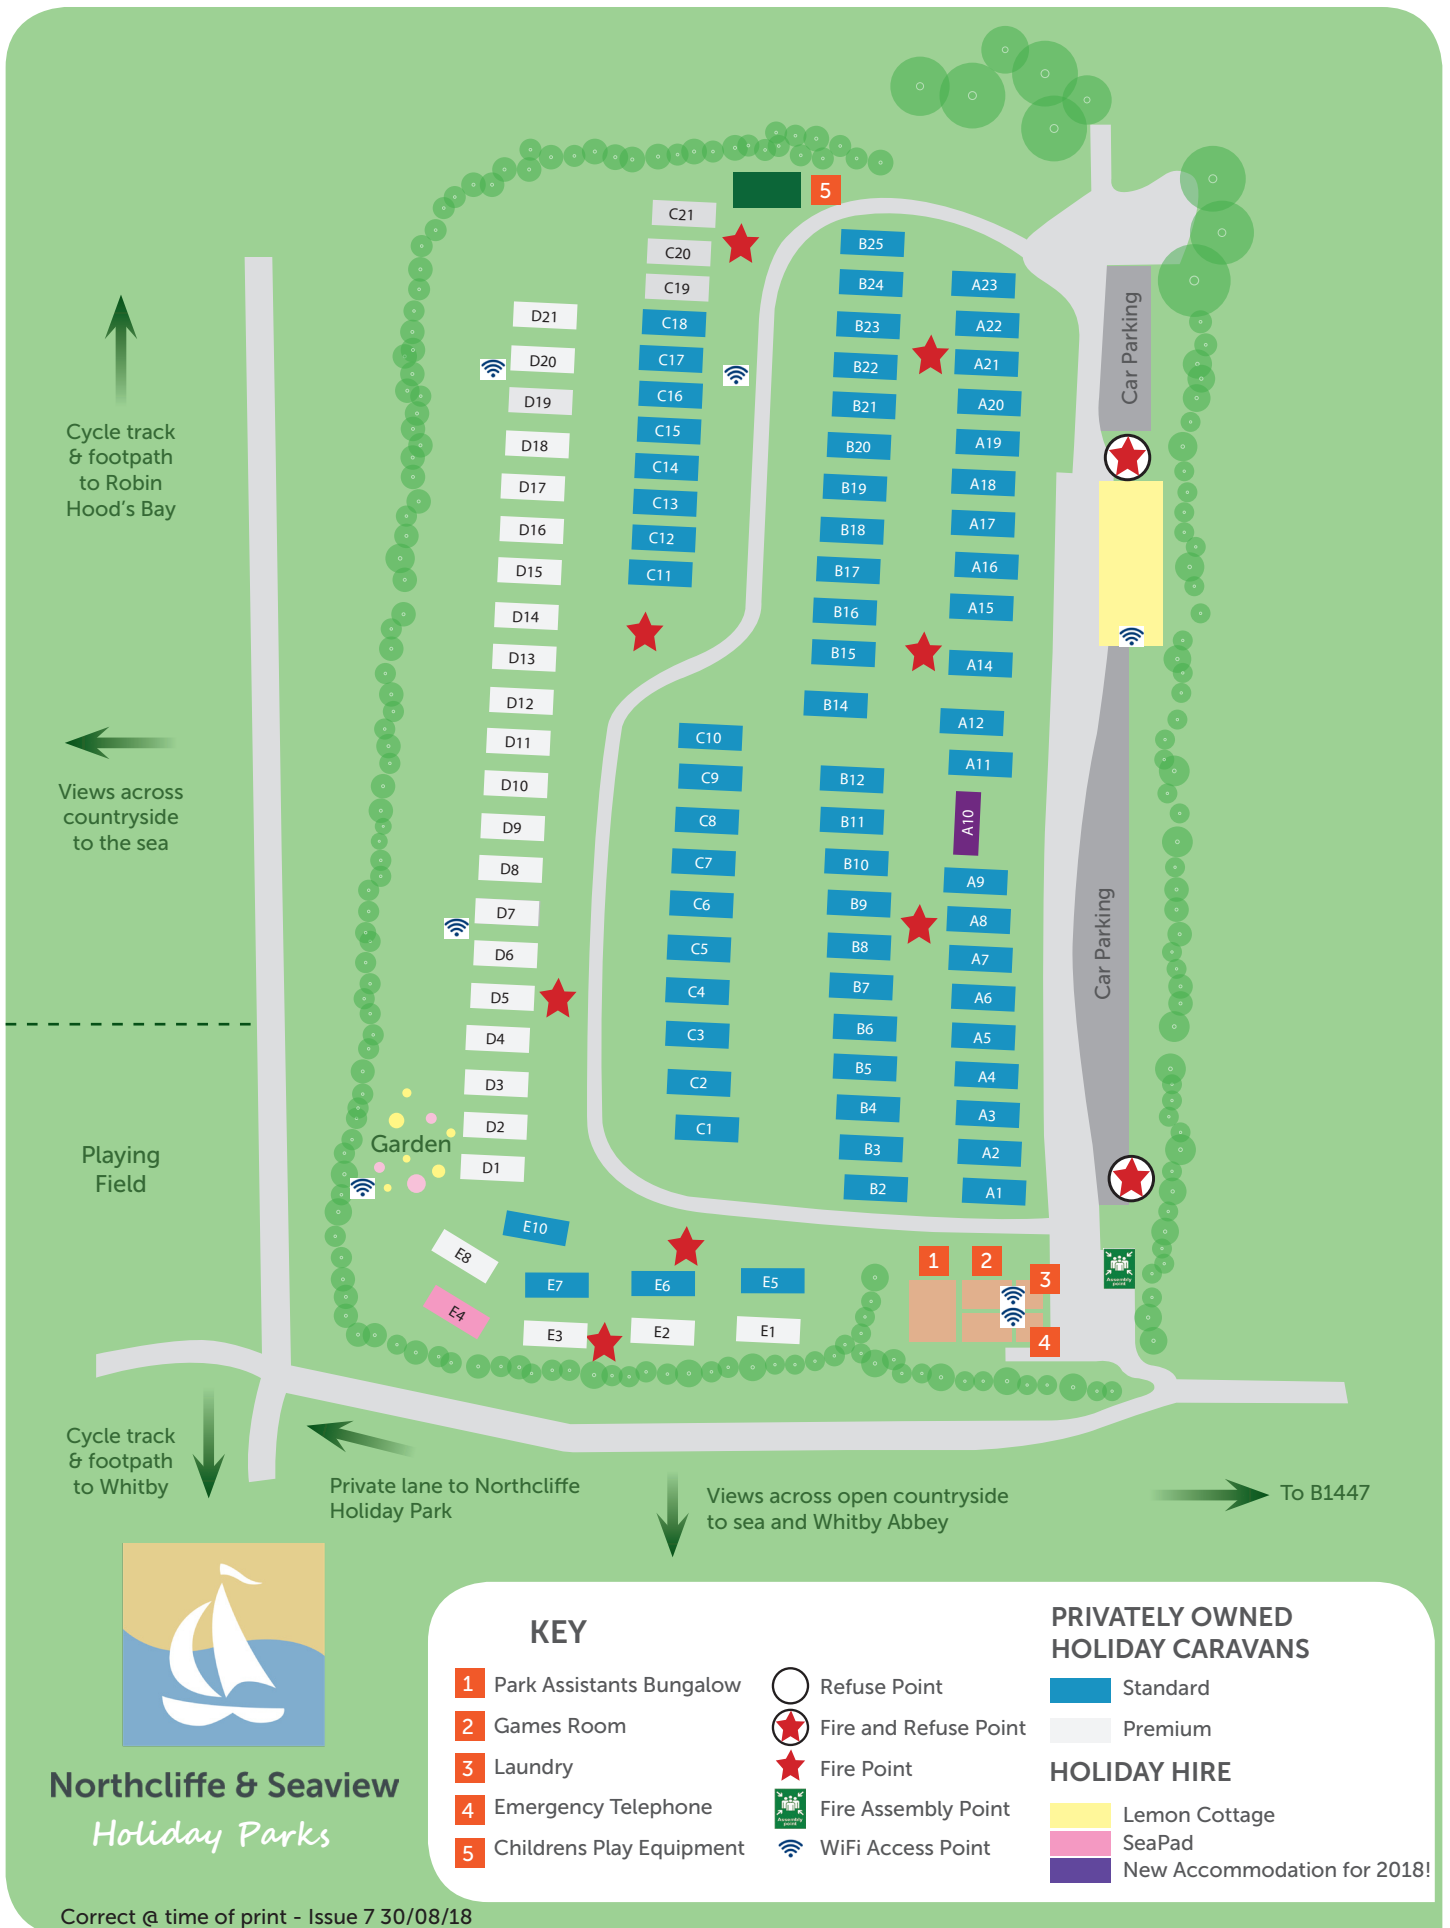 5
C21
C20
C19
C18
C17
C16
C15
C14
C13
C12
C11
B25
B24
B23
B22
B21
B20
B19
B18
B17
B16
B15
B14
A23
A22
A21
A20
A19
A18
A17
A16
A15
A14
A12
A11
A10
A9
A8
A7
A6
A5
A4
A3
A2
A1
D21
D20
D19
D18
D17
D16
D15
D14
D13
D12
D11
D10
D9
D8
D7
D6
D5
D4
D3
D2
D1
C10
C9
C8
C7
C6
C5
C4
C3
C2
C1
B12
B11
B10
B9
B8
B7
B6
B5
B4
B3
B2
Car Parking
Car Parking
Cycle track
& footpath
to Robin
Hood's Bay
Views across
countryside
to the sea
Playing
Field
Garden
E10
E8
E7
E6
E5
E4
E3
E2
E1
1
2
3
4
Assembly
point
Cycle track
& footpath
to Whitby
Private lane to Northcliffe
Holiday Park
Views across open countryside
to sea and Whitby Abbey
To B1447
Northcliffe & Seaview
Holiday Parks
KEY
1 Park Assistants Bungalow
2 Games Room
3 Laundry
4 Emergency Telephone
5 Childrens Play Equipment
Refuse Point
Fire and Refuse Point
Fire Point
Assembly
point
Fire Assembly Point
WiFi Access Point
PRIVATELY OWNED
HOLIDAY CARAVANS
Standard
Premium
HOLIDAY HIRE
Lemon Cottage
SeaPad
New Accommodation for 2018!
Correct @ time of print - Issue 7 30/08/18